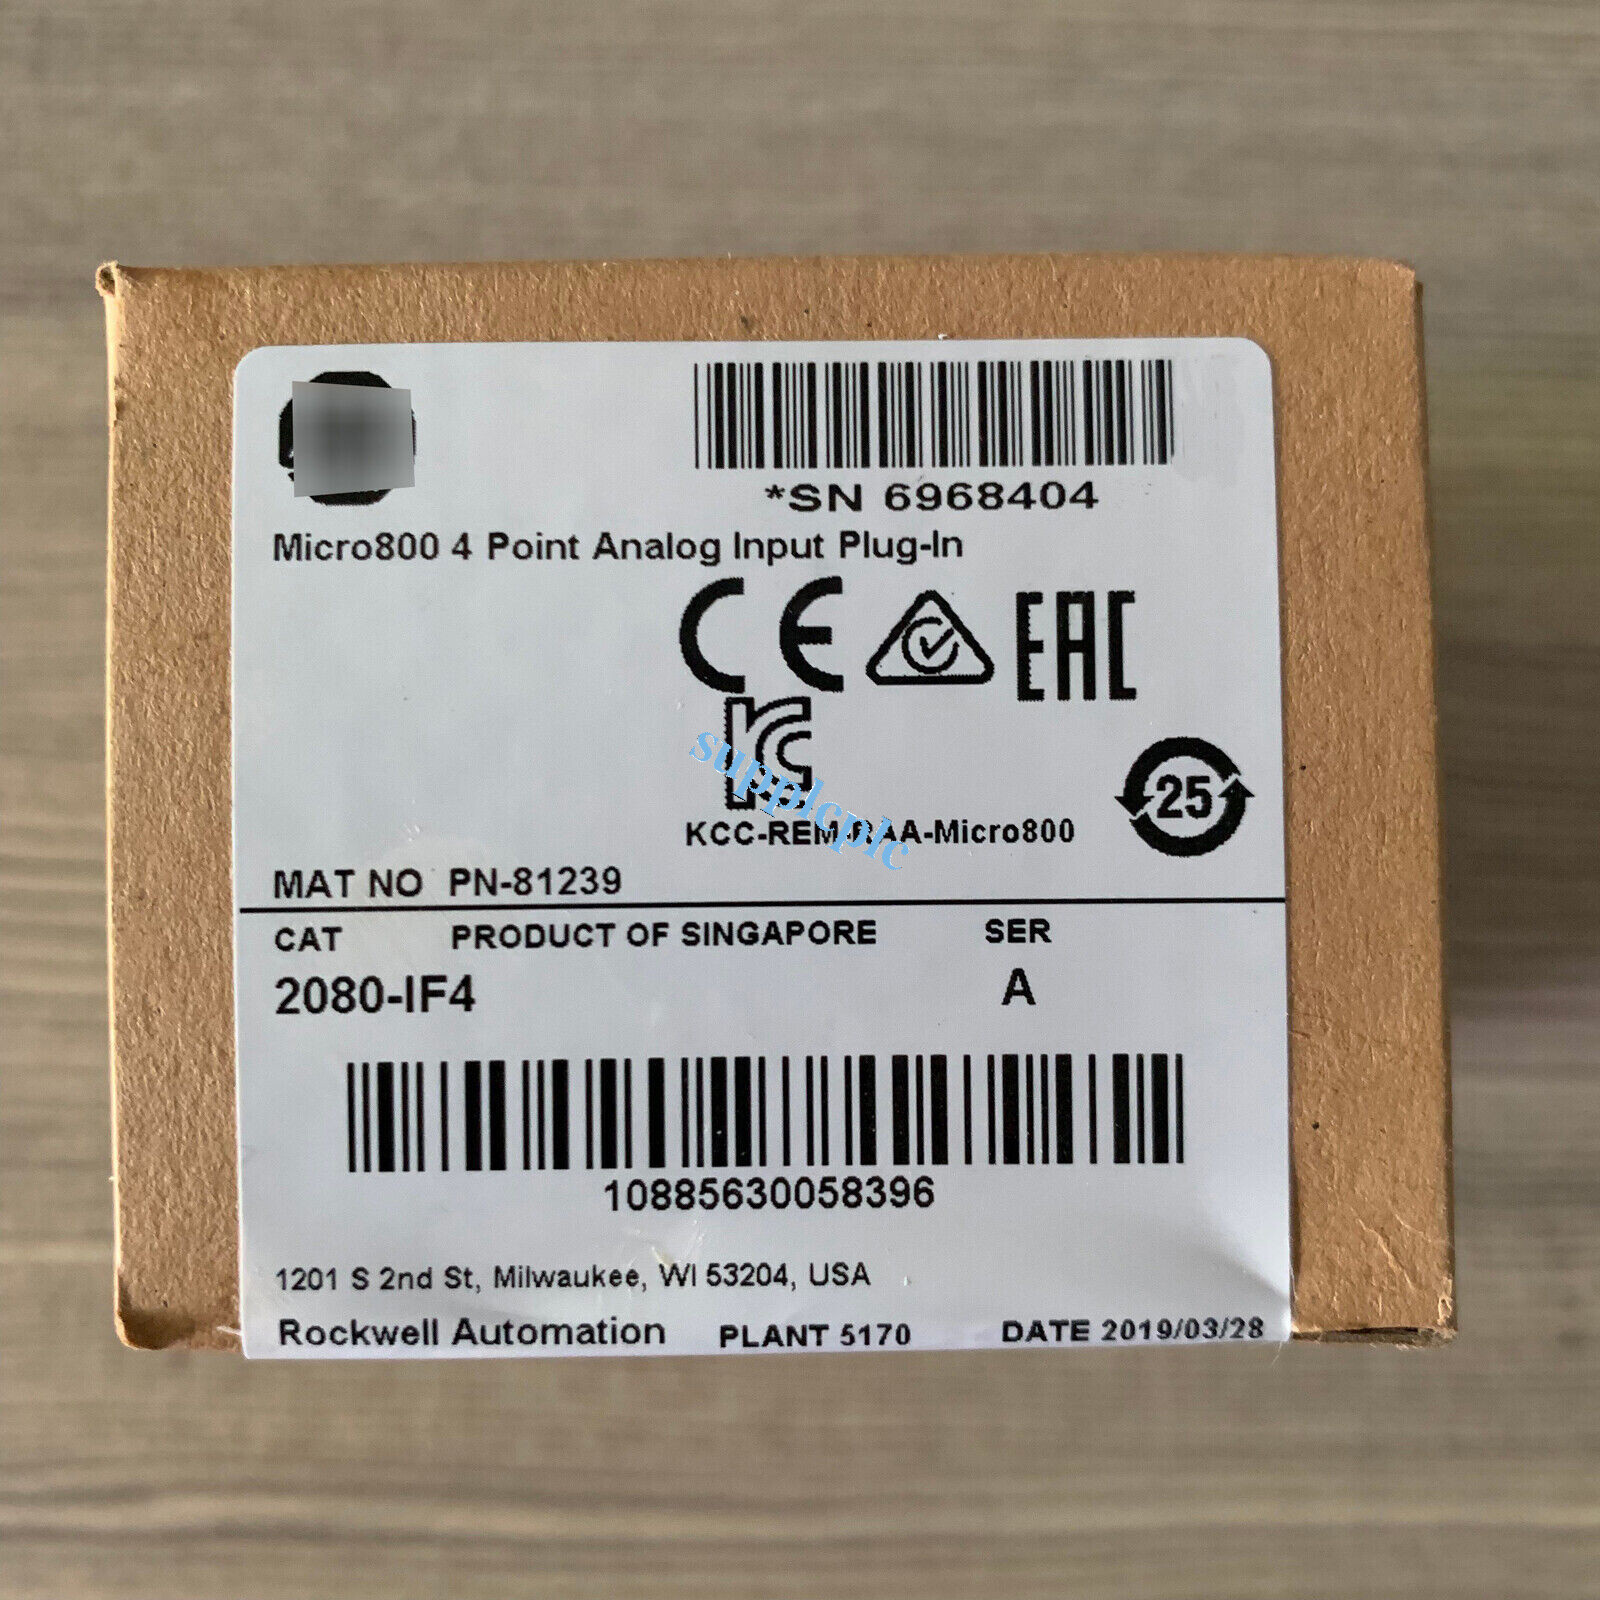 *SN 6968404
Micro800 4 Point Analog Input Plug-In
CE EAC
KC
supplcplc
KCC-REM-RAA-Micro800
25
MAT NO PN-81239
CAT PRODUCT OF SINGAPORE SER
2080-IF4 A
10885630058396
1201 S 2nd St, Milwaukee, WI 53204, USA
Rockwell Automation PLANT 5170 DATE 2019/03/28